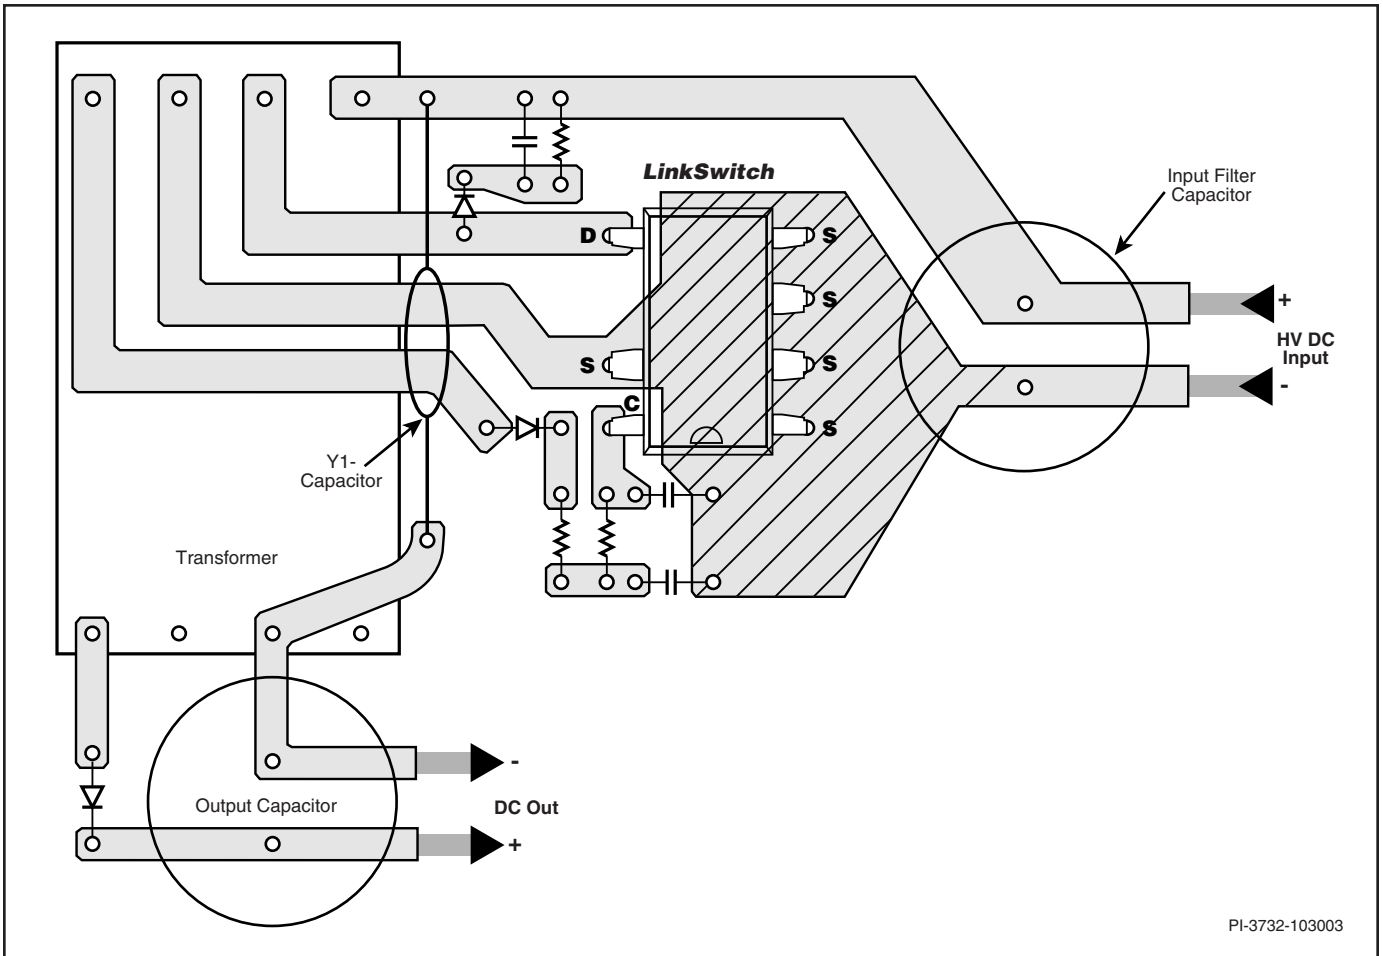 LinkSwitch
Input Filter
Capacitor
D
S
S
+
HV DC
Input
-
S
S
C
S
Y1-
Capacitor
Transformer
-
Output Capacitor
DC Out
+
PI-3732-103003